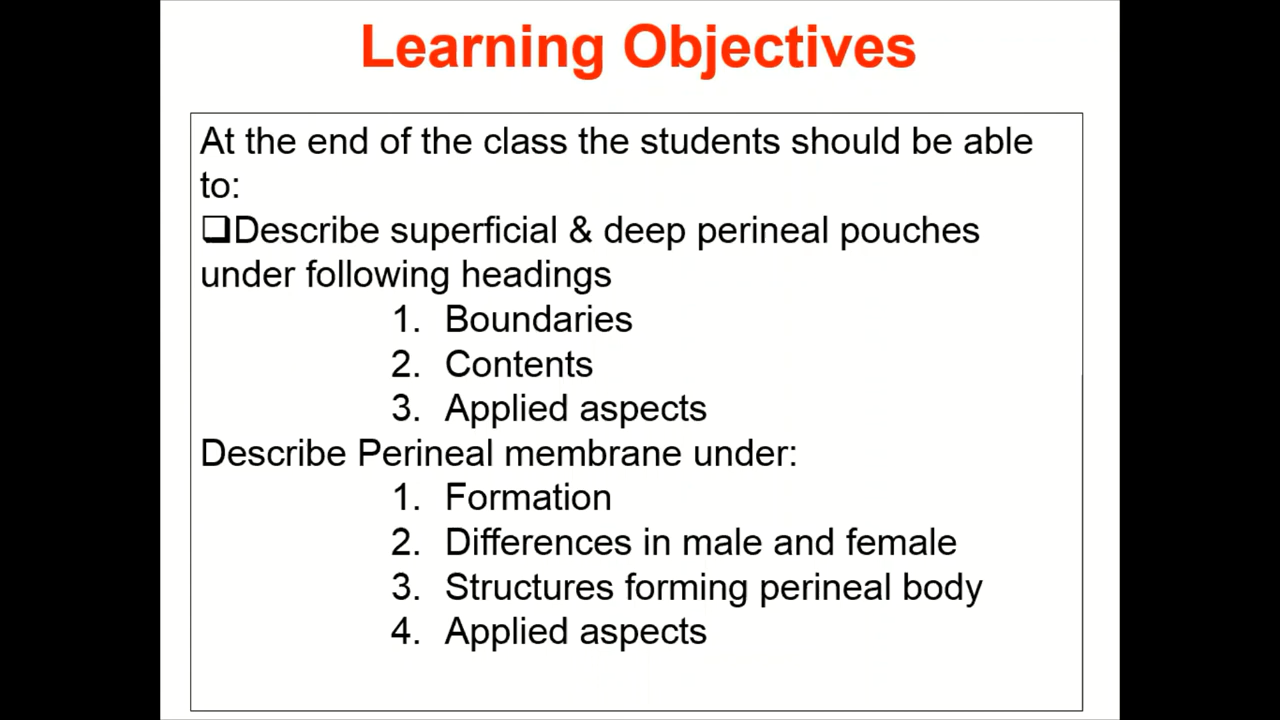 Learning Objectives
At the end of the class the students should be able
to:
❑Describe superficial & deep perineal pouches
under following headings
1. Boundaries
2. Contents
3. Applied aspects
Describe Perineal membrane under:
1. Formation
2. Differences in male and female
3. Structures forming perineal body
4. Applied aspects